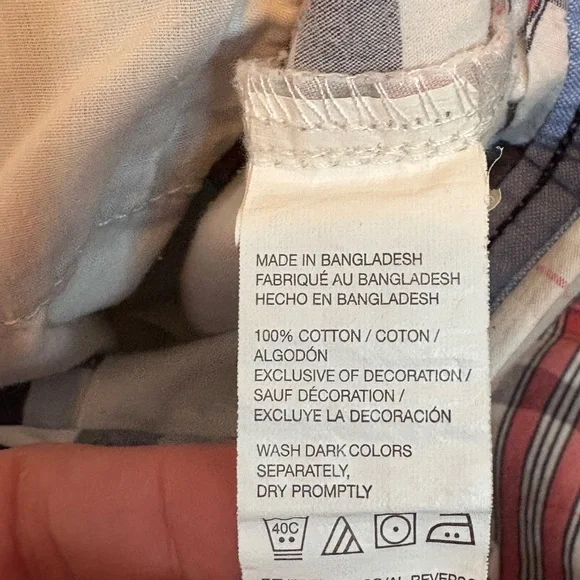 MADE IN BANGLADESH
FABRIQUÉ AU BANGLADESH
HECHO EN BANGLADESH
100% COTTON / COTON /
ALGODÓN
EXCLUSIVE OF DECORATION /
SAUF DÉCORATION /
EXCLUYE LA DECORACIÓN
WASH DARK COLORS
SEPARATELY,
DRY PROMPTLY
40C